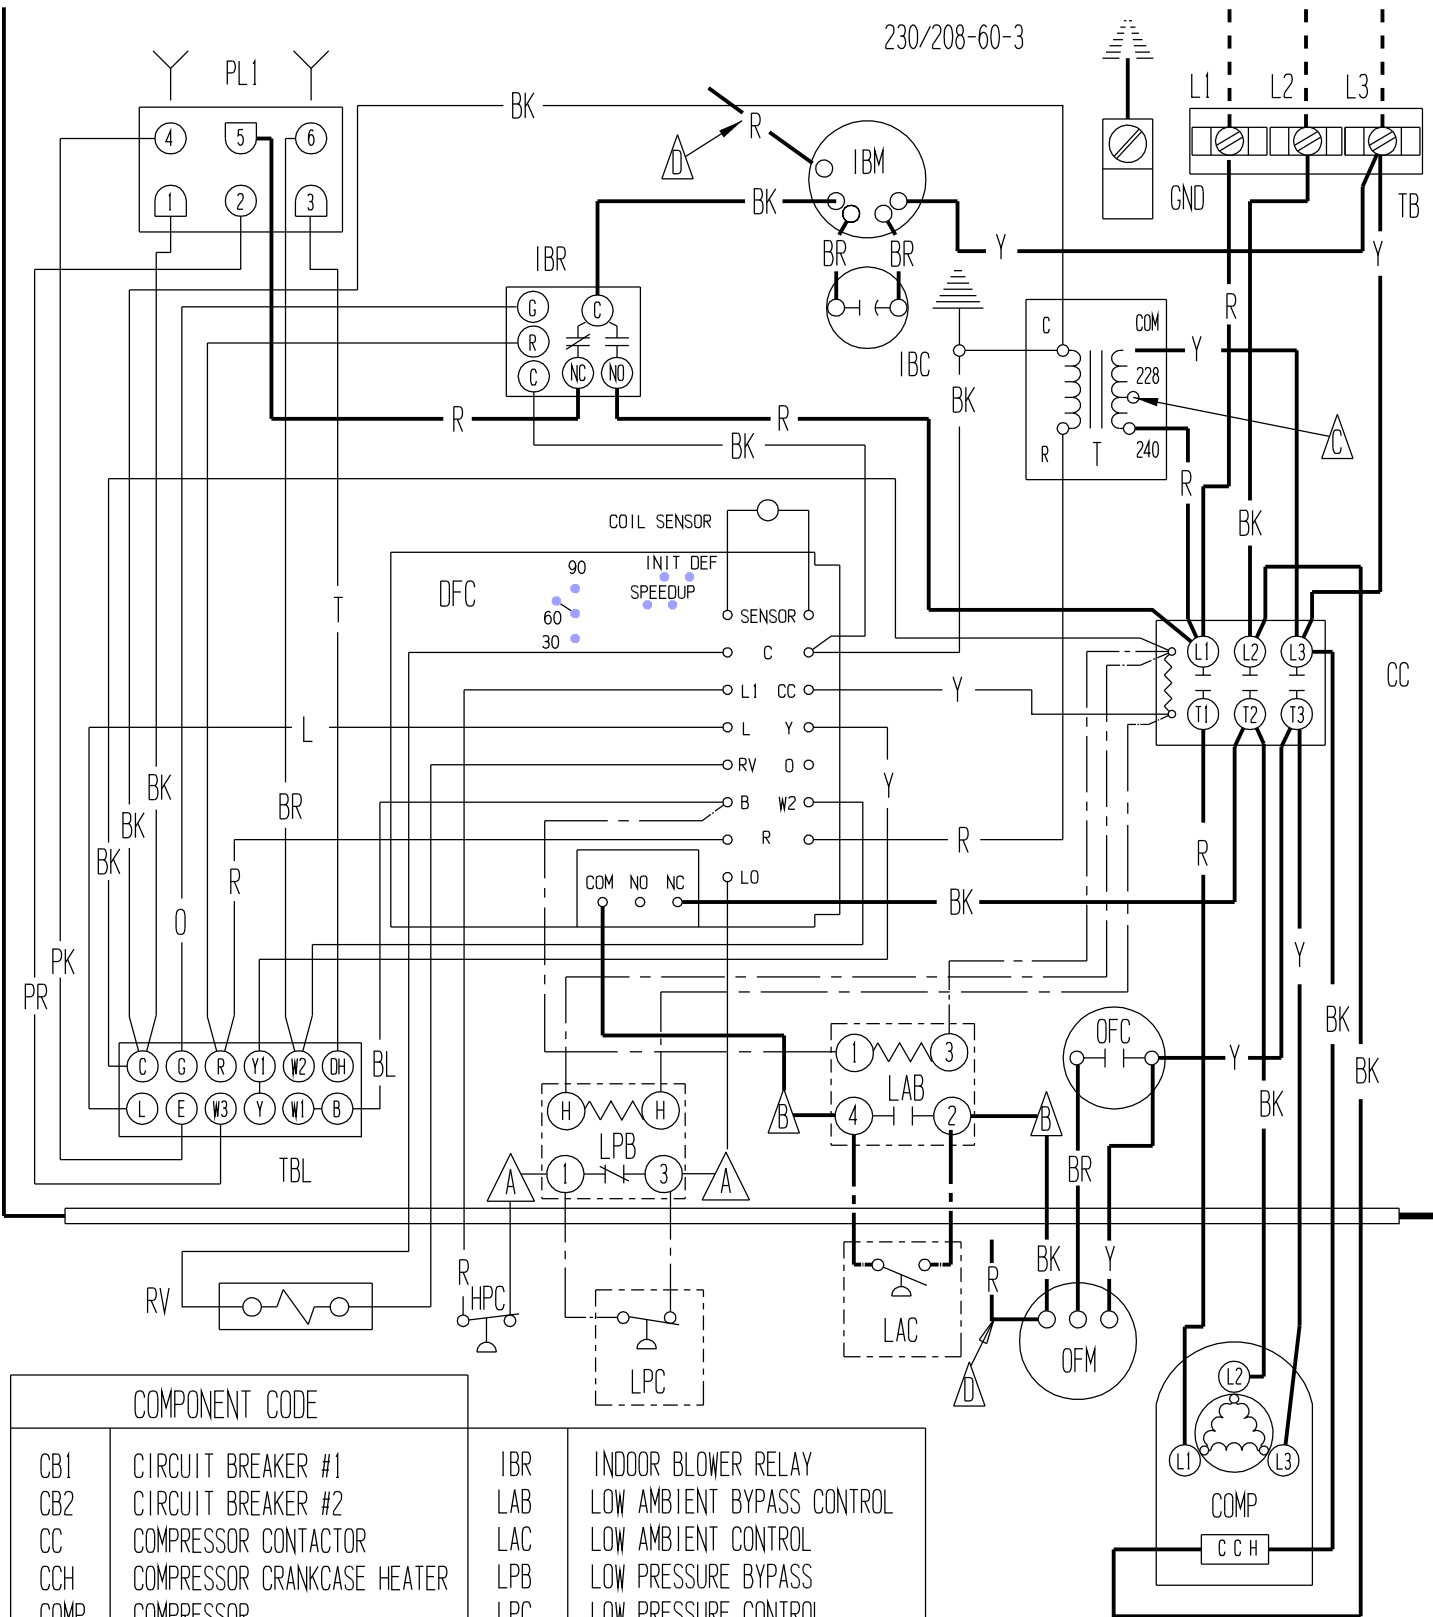 230/208-60-3
PL1
L1 L2 L3
4 5 6
1 2 3
BK
R
D
IBM
BK
GND
TB
BR BR
Y
Y
IBR
G
R
C
C
NC NO
IBC
BK
R
C
COM
Y
228
240
R
T
C
R
R
R
BK
BK
COIL SENSOR
INIT DEF
SPEEDUP
DFC
90
60
30
T
SENSOR
C
L1 CC
L Y
RV O
B W2
R
LO
COM NO NC
Y
Y
R
BK
L1 L2 L3
T1 T2 T3
CC
L
BK
BK
BK
BR
R
O
PK
PR
R
Y
BK
BK
BK
C G R Y1 W2 DH
L E W3 Y W1 B
BL
TBL
1 3
LAB
4 2
B B
OFC
Y
H H
LPB
1 3
A A
BR
BK
Y
R
RV
R
HPC
LPC
LAC
D
OFM
L2
L1 L3
COMP
CCH
COMPONENT CODE
CB1 CIRCUIT BREAKER #1 IBR INDOOR BLOWER RELAY
CB2 CIRCUIT BREAKER #2 LAB LOW AMBIENT BYPASS CONTROL
CC COMPRESSOR CONTACTOR LAC LOW AMBIENT CONTROL
CCH COMPRESSOR CRANKCASE HEATER LPB LOW PRESSURE BYPASS
COMP COMPRESSOR LPC LOW PRESSURE CONTROL